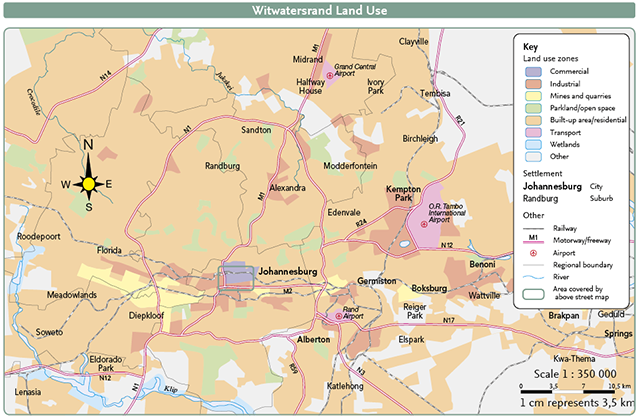 Witwatersrand Land Use
Clayville
Midrand
M1
Grand Central
Airport
N14
Jukskei
Halfway
House
Ivory
Park
Crocodile
Tembisa
R21
N1
Sandton
Birchleigh
N
W E
S
Randburg
Modderfontein
M1
Alexandra
Kempton
Park
O.R. Tambo
International
Airport
Edenvale
R24
Roodepoort
Florida
N12
Benoni
Johannesburg
Meadowlands
M2
Germiston
Boksburg
Wattville
Diepkloof
Rand
Airport
Reiger
Park
N17
Brakpan
Geduld
Soweto
Springs
Alberton
Elspark
Eldorado
Park
N12
Kwa-Thema
R59
N3
Lenasia
N1
Klip
Katlehong
Key
Land use zones
Commercial
Industrial
Mines and quarries
Parkland/open space
Built-up area/residential
Transport
Wetlands
Other
Settlement
Johannesburg City
Randburg Suburb
Other
Railway
M1 Motorway/freeway
Airport
Regional boundary
River
Area covered by
above street map
Scale 1 : 350 000
0 3,5 7 10,5 km
1 cm represents 3,5 km